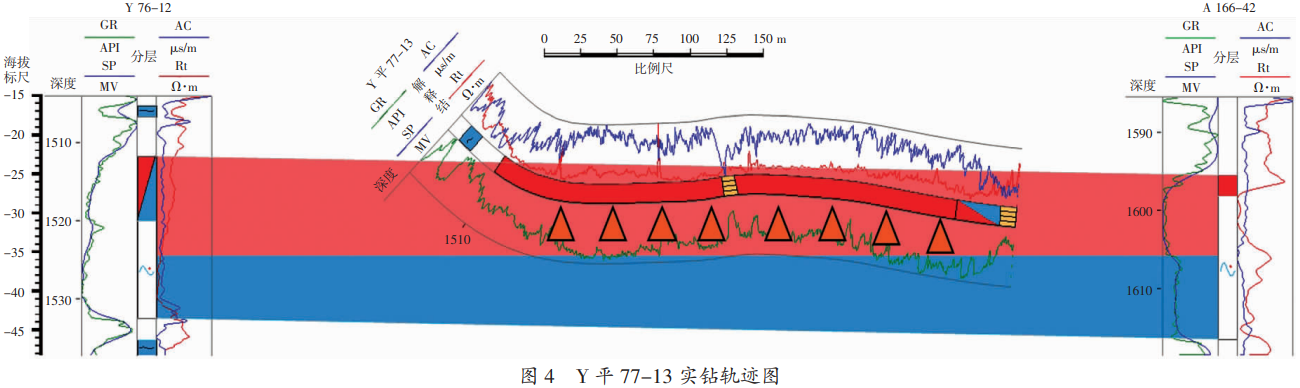 Y 76-12
GR
API
SP
MV
分层
AC
μs/m
Rt
Ω·m
海拔
标尺
深度
-15
-20
-25
-30
-35
-40
-45
1510
1520
1530
Y 平 77-13
GR
API
SP
MV
解
释
结
AC
μs/m
Rt
Ω·m
深度
1510
0 25 50 75 100 125 150 m
比例尺
A 166-42
GR
API
SP
MV
分层
AC
μs/m
Rt
Ω·m
深度
1590
1600
1610
图 4 Y 平 77-13 实钻轨迹图